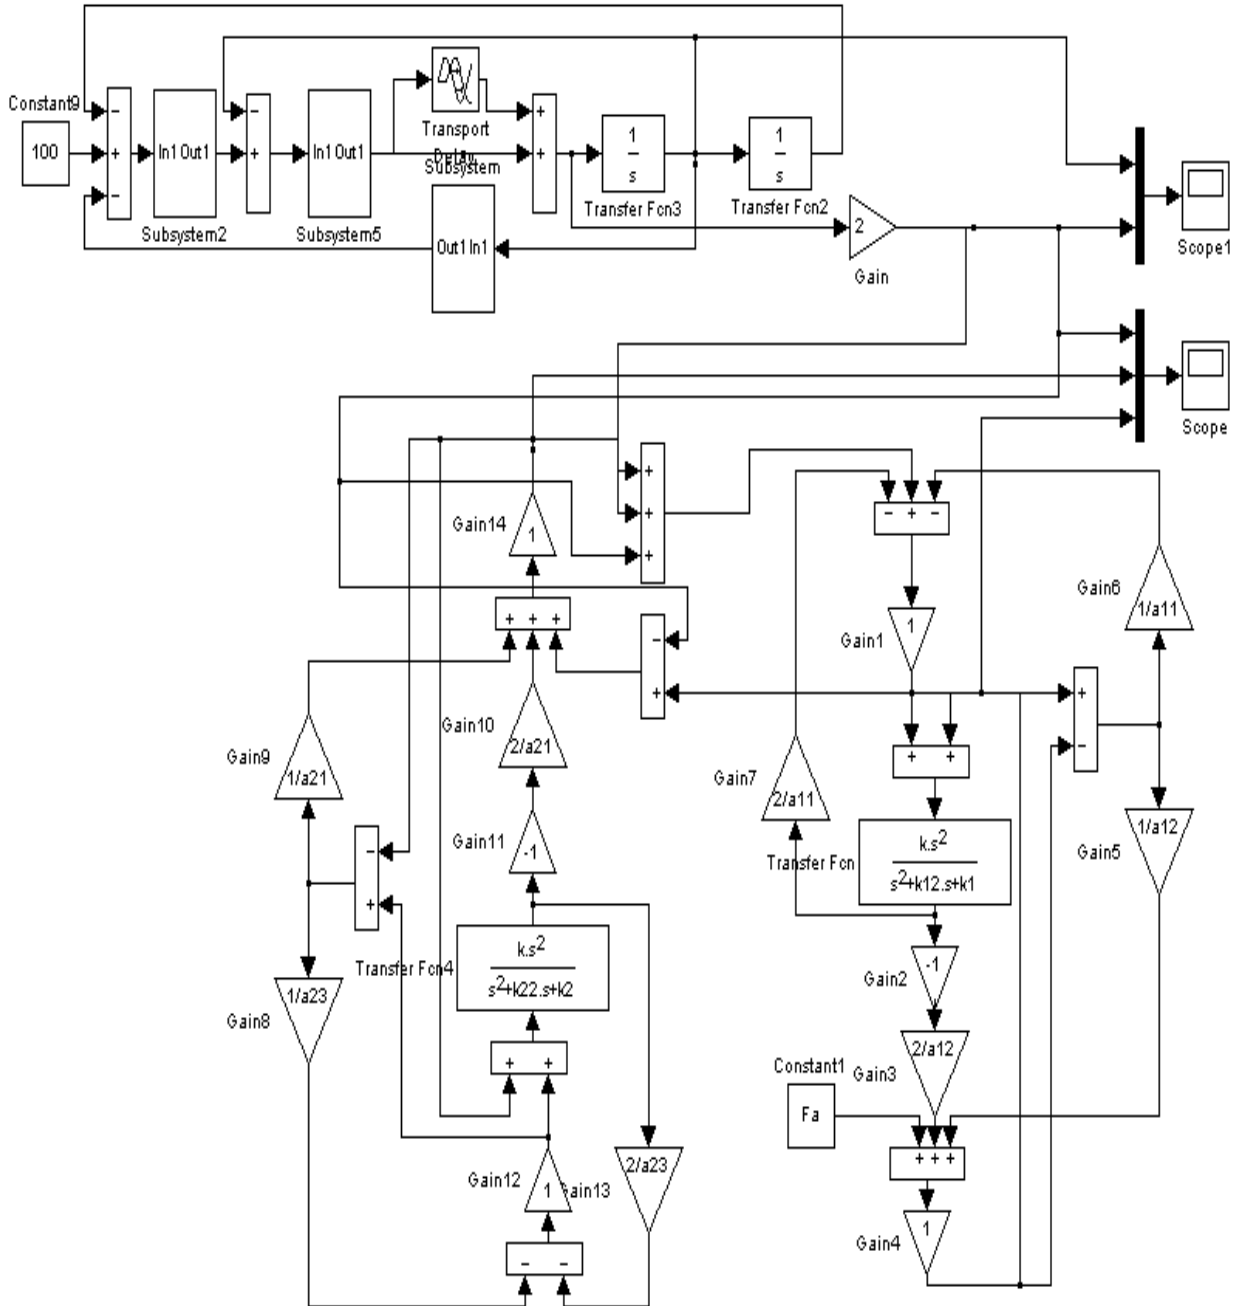 Constant9
100
−
+
−
In1 Out1
Subsystem2
−
+
In1 Out1
Subsystem5
Transport
Delay
Subsystem
Out1 In1
+
+
1
s
Transfer Fcn3
1
s
Transfer Fcn2
2
Gain
Scope1
Scope
+
+
+
− + −
Gain14
1
+ + +
−
+
Gain1
1
Gain6
1/a11
+
−
Gain10
2/a21
Gain9
1/a21
Gain7
2/a11
+ +
Gain11
-1
Transfer Fcn
k.s2
s2+k12.s+k1
1/a12
Gain5
−
+
Transfer Fcn4
k.s2
s2+k22.s+k2
Gain2
-1
1/a23
Gain8
+ +
2/a12
Gain3
Constant1
Fa
+ + +
Gain12
1
Gain13
2/a23
Gain4
1
− −